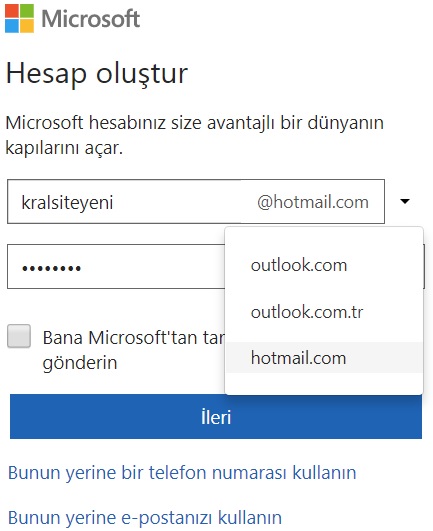 Microsoft
Hesap oluştur
Microsoft hesabınız size avantajlı bir dünyanın
kapılarını açar.
kralsiteyeni @hotmail.com
••••••••
outlook.com
outlook.com.tr
hotmail.com
Bana Microsoft'tan
gönderin
İleri
Bunun yerine bir telefon numarası kullanın
Bunun yerine e-postanızı kullanın